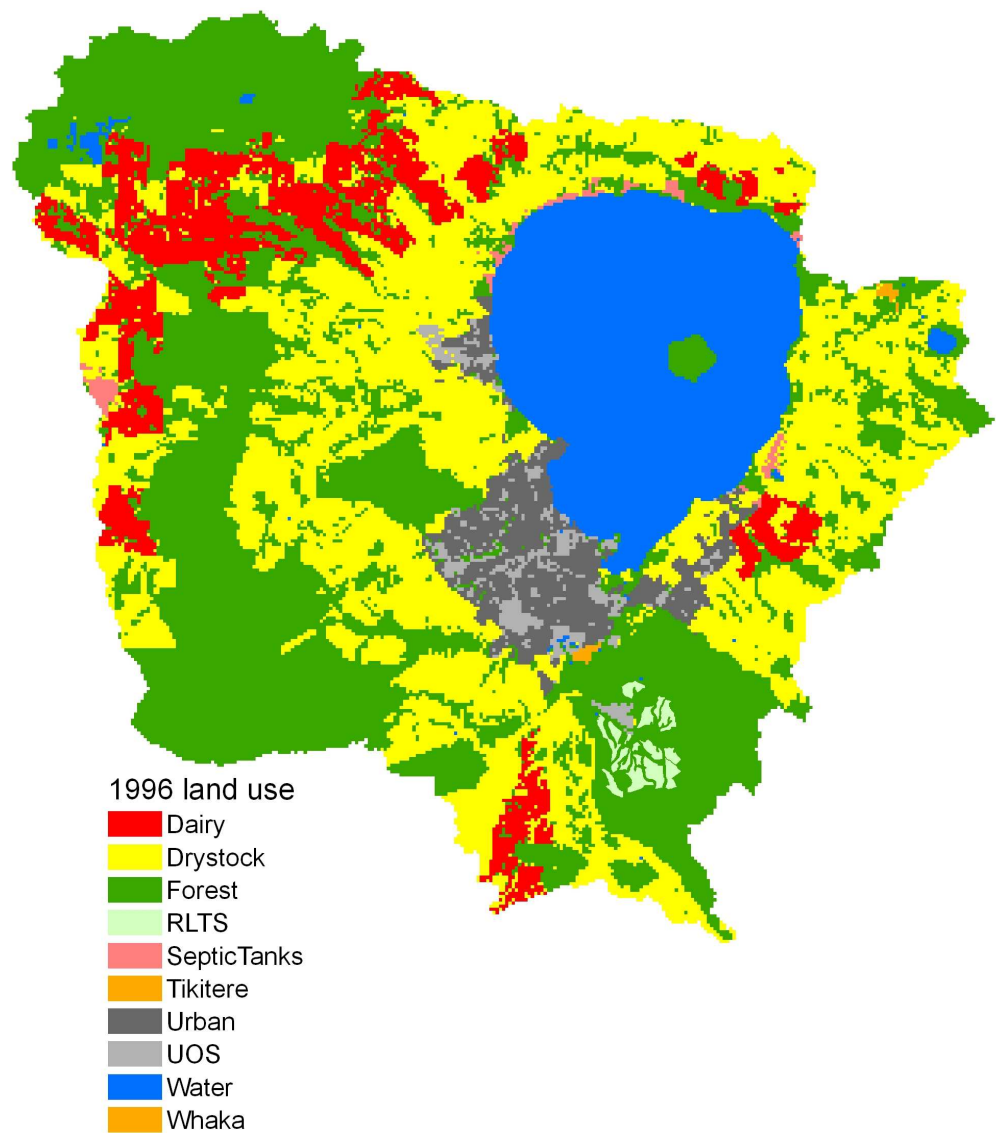 1996 land use
Dairy
Drystock
Forest
RLTS
SepticTanks
Tikitere
Urban
UOS
Water
Whaka